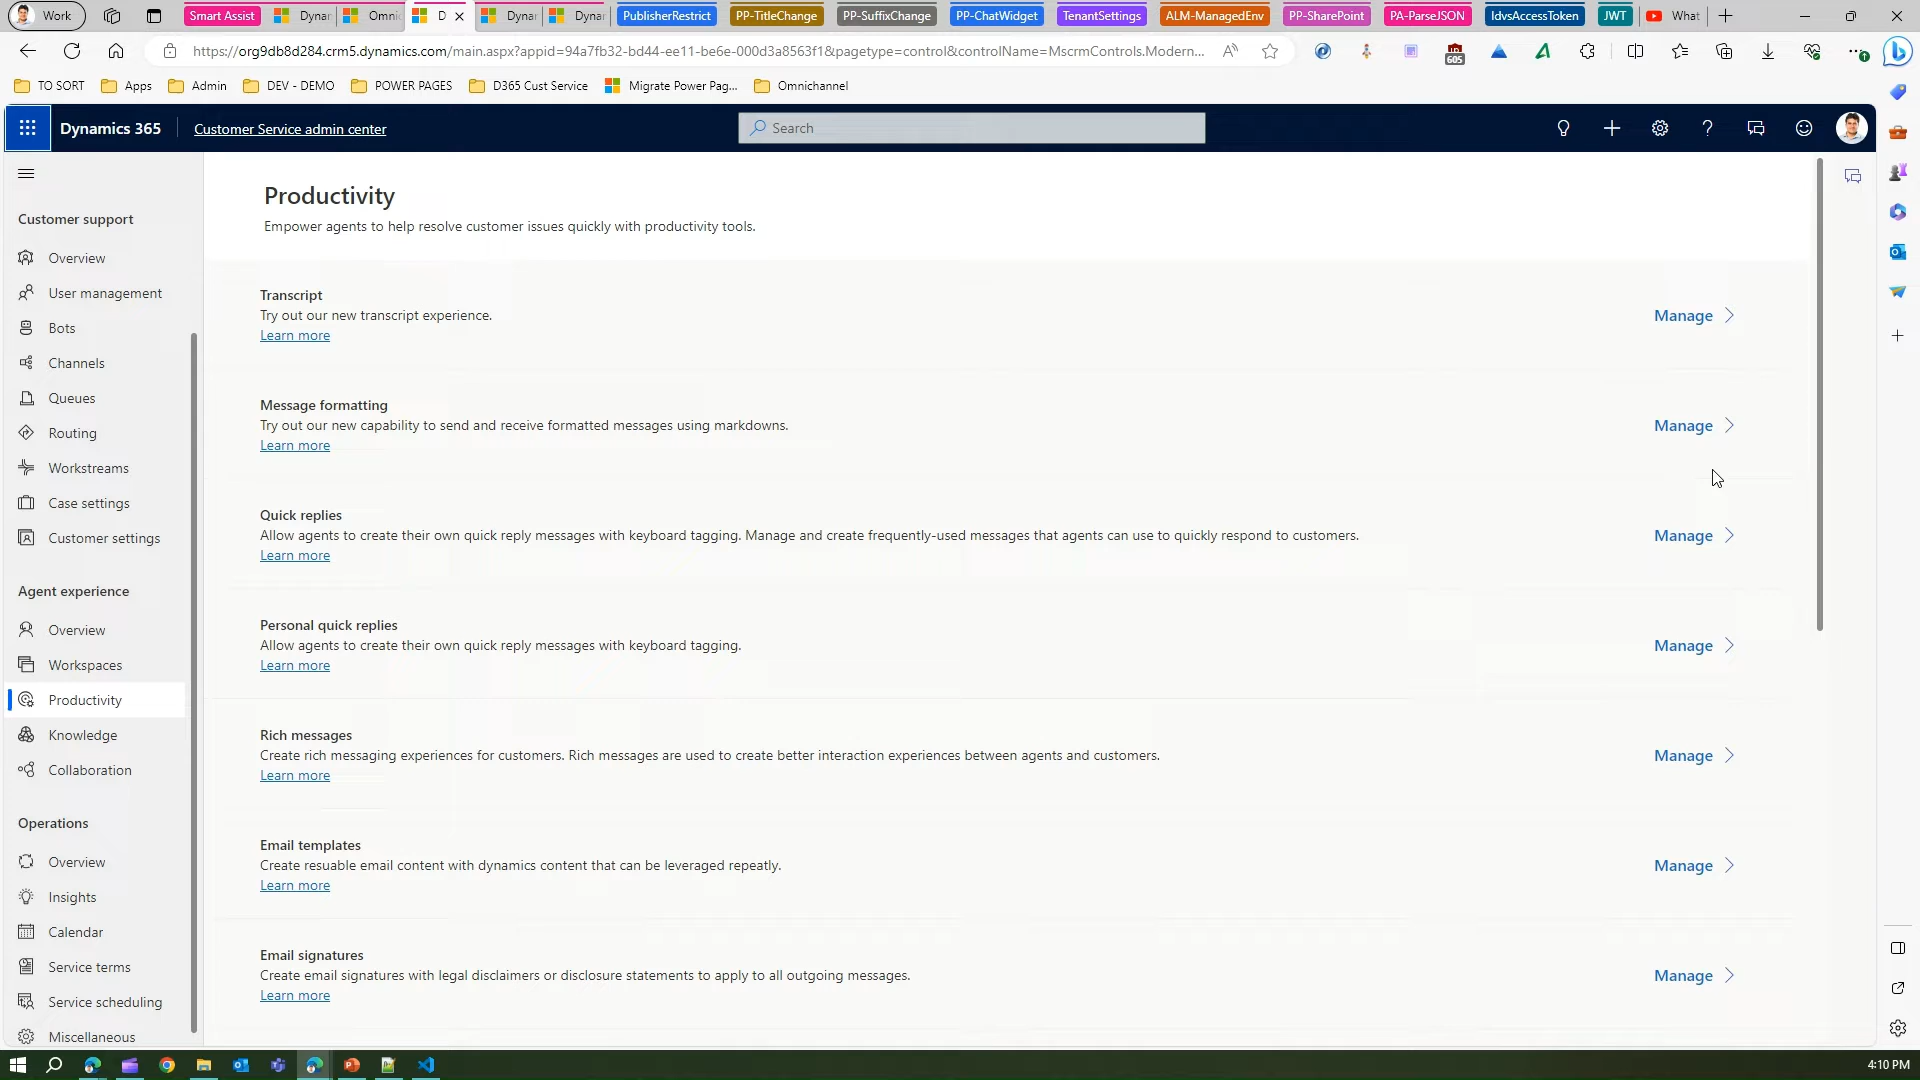 Work
Smart Assist
Dynar
Omnic
D
Dynar
Dynar
PublisherRestrict
PP-TitleChange
PP-SuffixChange
PP-ChatWidget
TenantSettings
ALM-ManagedEnv
PP-SharePoint
PA-ParseJSON
IdvsAccessToken
JWT
What
https://org9db8d284.crm5.dynamics.com/main.aspx?appid=94a7fb32-bd44-ee11-be6e-000d3a8563f1&pagetype=control&controlName=MscrmControls.Modern...
605
TO SORT
Apps
Admin
DEV - DEMO
POWER PAGES
D365 Cust Service
Migrate Power Pag...
Omnichannel
Dynamics 365
Customer Service admin center
Search
Customer support
Overview
User management
Bots
Channels
Queues
Routing
Workstreams
Case settings
Customer settings
Agent experience
Overview
Workspaces
Productivity
Knowledge
Collaboration
Operations
Overview
Insights
Calendar
Service terms
Service scheduling
Miscellaneous
Productivity
Empower agents to help resolve customer issues quickly with productivity tools.
Transcript
Try out our new transcript experience.
Learn more
Manage
Message formatting
Try out our new capability to send and receive formatted messages using markdowns.
Learn more
Manage
Quick replies
Allow agents to create their own quick reply messages with keyboard tagging. Manage and create frequently-used messages that agents can use to quickly respond to customers.
Learn more
Manage
Personal quick replies
Allow agents to create their own quick reply messages with keyboard tagging.
Learn more
Manage
Rich messages
Create rich messaging experiences for customers. Rich messages are used to create better interaction experiences between agents and customers.
Learn more
Manage
Email templates
Create resuable email content with dynamics content that can be leveraged repeatly.
Learn more
Manage
Email signatures
Create email signatures with legal disclaimers or disclosure statements to apply to all outgoing messages.
Learn more
Manage
4:10 PM